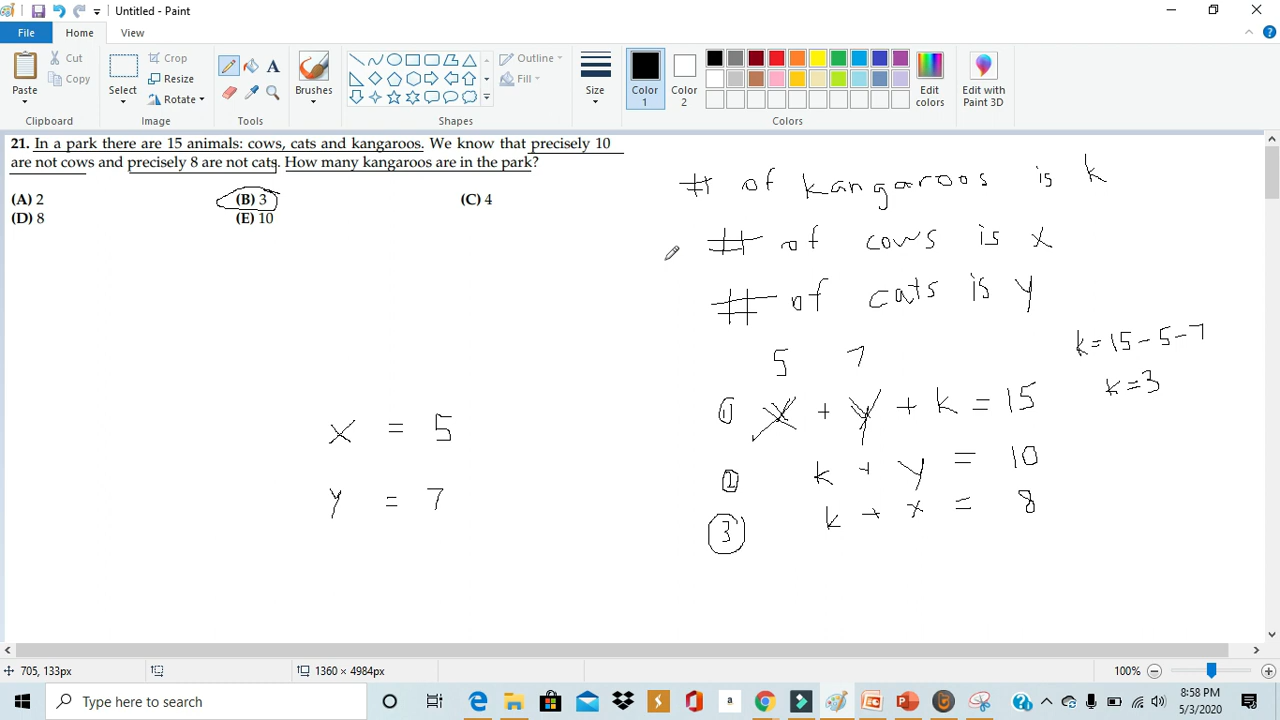 Untitled - Paint
File
Home
View
Paste
Cut
Copy
Clipboard
Select
Crop
Resize
Rotate
Image
Tools
Brushes
Outline
Fill
Shapes
Size
Color 1
Color 2
Edit colors
Edit with Paint 3D
Colors
21. In a park there are 15 animals: cows, cats and kangaroos. We know that precisely 10
are not cows and precisely 8 are not cats. How many kangaroos are in the park?
(A) 2 (B) 3 (C) 4
(D) 8 (E) 10
# of kangaroos is k
# of cows is x
# of cats is y
5 7
k = 15 - 5 - 7
k = 3
① x + y + k = 15
② k + y = 10
③ k + x = 8
x = 5
y = 7
705, 133px
1360 × 4984px
100%
Type here to search
8:58 PM
5/3/2020